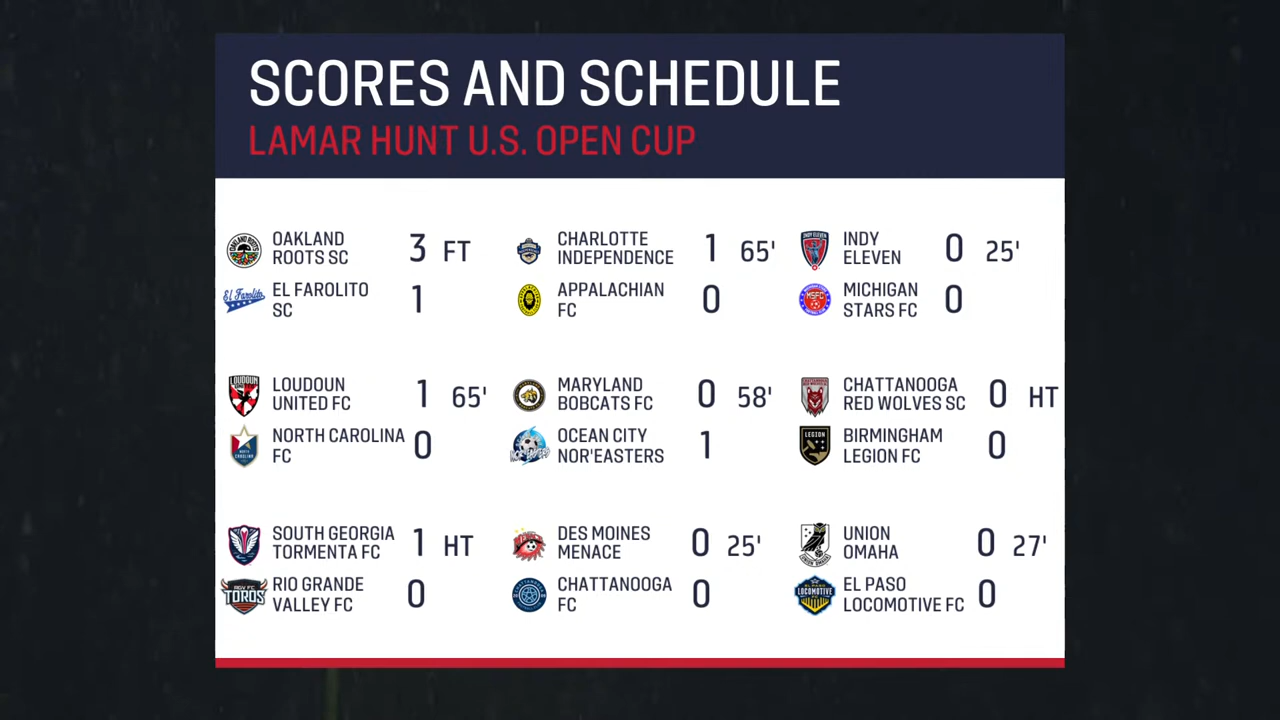 SCORES AND SCHEDULE
LAMAR HUNT U.S. OPEN CUP
OAKLAND
ROOTS SC
3 FT
EL FAROLITO
SC
1
CHARLOTTE
INDEPENDENCE
1 65'
APPALACHIAN
FC
0
INDY
ELEVEN
0 25'
MICHIGAN
STARS FC
0
LOUDOUN
UNITED FC
1 65'
NORTH CAROLINA
FC
0
MARYLAND
BOBCATS FC
0 58'
OCEAN CITY
NOR'EASTERS
1
CHATTANOOGA
RED WOLVES SC
0 HT
BIRMINGHAM
LEGION FC
0
SOUTH GEORGIA
TORMENTA FC
1 HT
RIO GRANDE
VALLEY FC
0
DES MOINES
MENACE
0 25'
CHATTANOOGA
FC
0
UNION
OMAHA
0 27'
EL PASO
LOCOMOTIVE FC
0